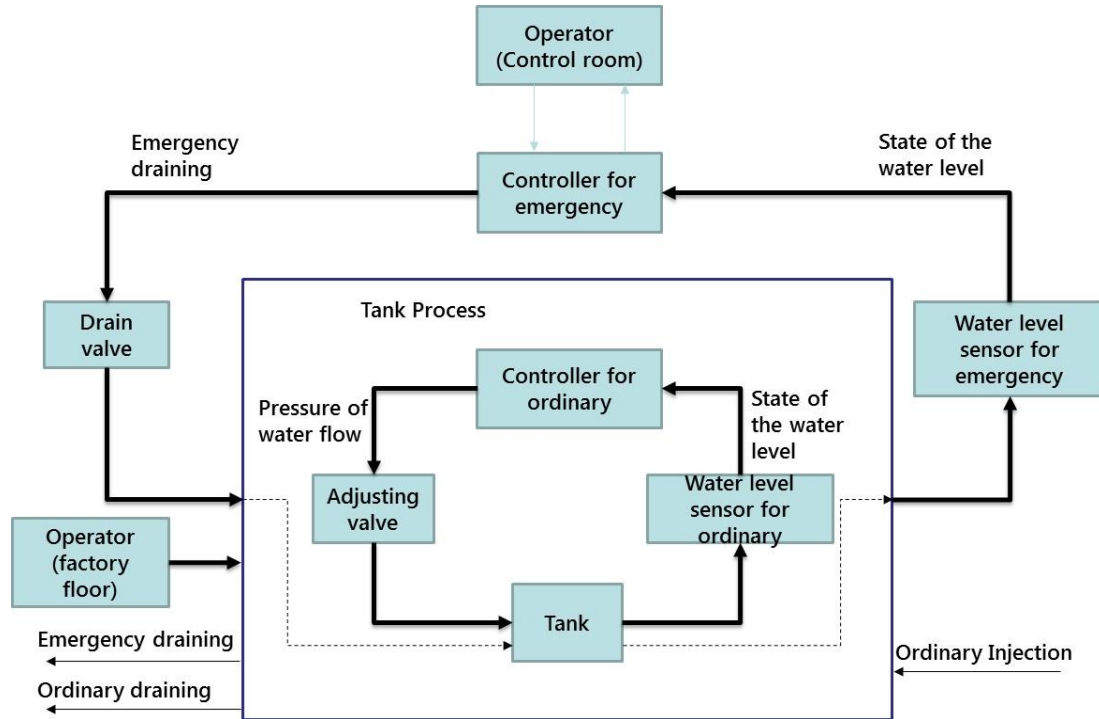 Operator
(Control room)
Emergency
draining
State of the
water level
Controller for
emergency
Drain
valve
Tank Process
Water level
sensor for
emergency
Controller for
ordinary
Pressure of
water flow
State of
the water
level
Adjusting
valve
Water level
sensor for
ordinary
Operator
(factory
floor)
Tank
Emergency draining
Ordinary Injection
Ordinary draining